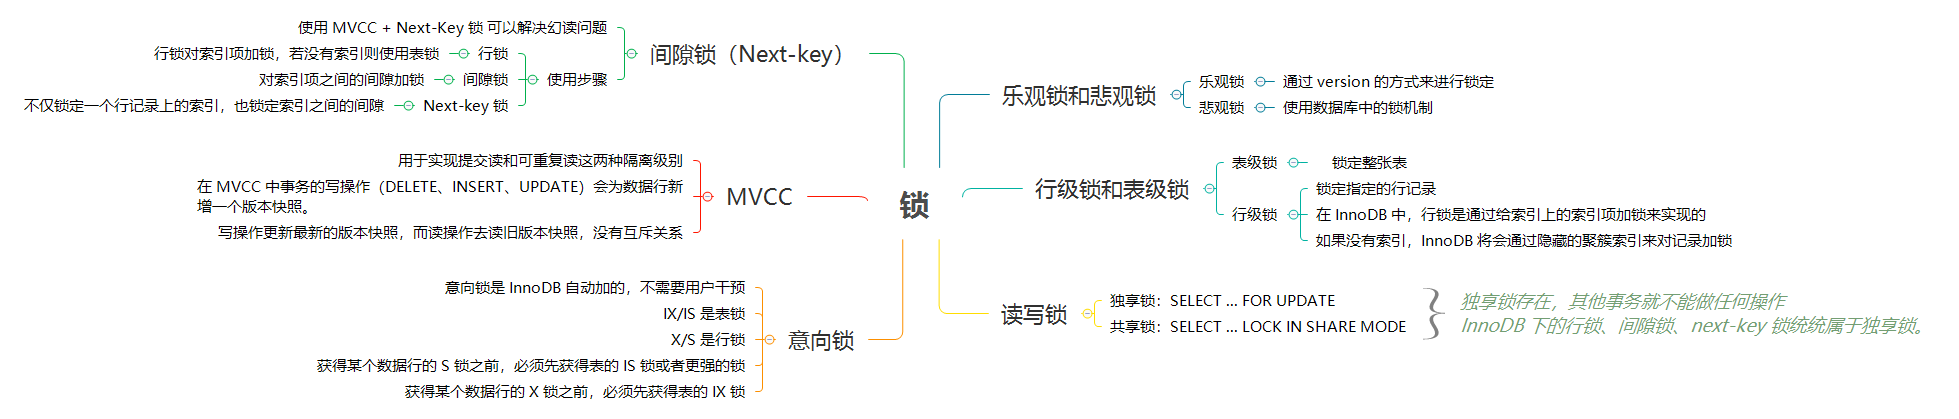 锁
间隙锁（Next-key）
使用 MVCC + Next-Key 锁 可以解决幻读问题
使用步骤
行锁
行锁对索引项加锁，若没有索引则使用表锁
间隙锁
对索引项之间的间隙加锁
Next-key 锁
不仅锁定一个行记录上的索引，也锁定索引之间的间隙
MVCC
用于实现提交读和可重复读这两种隔离级别
在 MVCC 中事务的写操作（DELETE、INSERT、UPDATE）会为数据行新
增一个版本快照。
写操作更新最新的版本快照，而读操作去读旧版本快照，没有互斥关系
意向锁
意向锁是 InnoDB 自动加的，不需要用户干预
IX/IS 是表锁
X/S 是行锁
获得某个数据行的 S 锁之前，必须先获得表的 IS 锁或者更强的锁
获得某个数据行的 X 锁之前，必须先获得表的 IX 锁
乐观锁和悲观锁
乐观锁
通过 version 的方式来进行锁定
悲观锁
使用数据库中的锁机制
行级锁和表级锁
表级锁
锁定整张表
行级锁
锁定指定的行记录
在 InnoDB 中，行锁是通过给索引上的索引项加锁来实现的
如果没有索引，InnoDB 将会通过隐藏的聚簇索引来对记录加锁
读写锁
独享锁：SELECT ... FOR UPDATE
共享锁：SELECT ... LOCK IN SHARE MODE
独享锁存在，其他事务就不能做任何操作
InnoDB 下的行锁、间隙锁、next-key 锁统统属于独享锁。